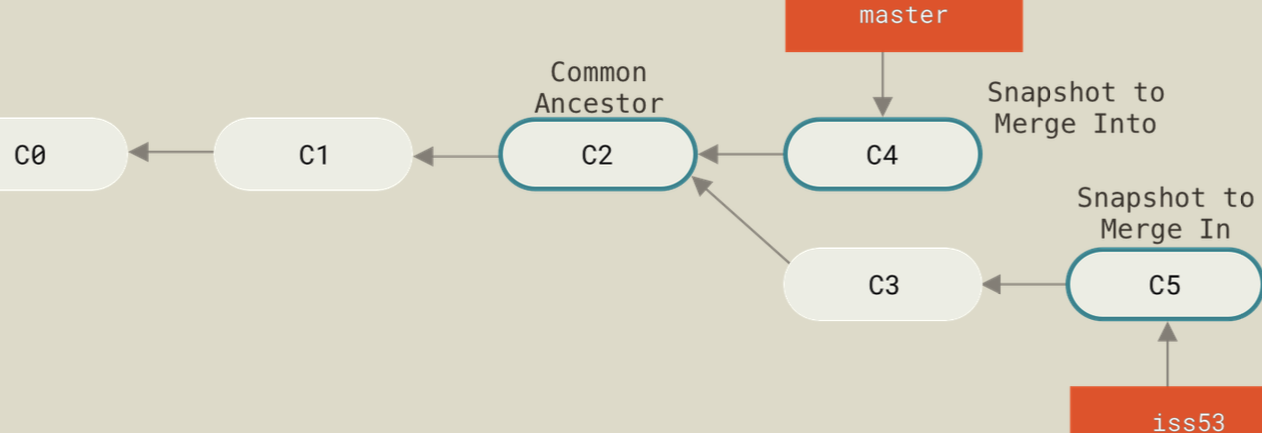 master
Common
Ancestor
Snapshot to
Merge Into
C0
C1
C2
C4
Snapshot to
Merge In
C3
C5
iss53